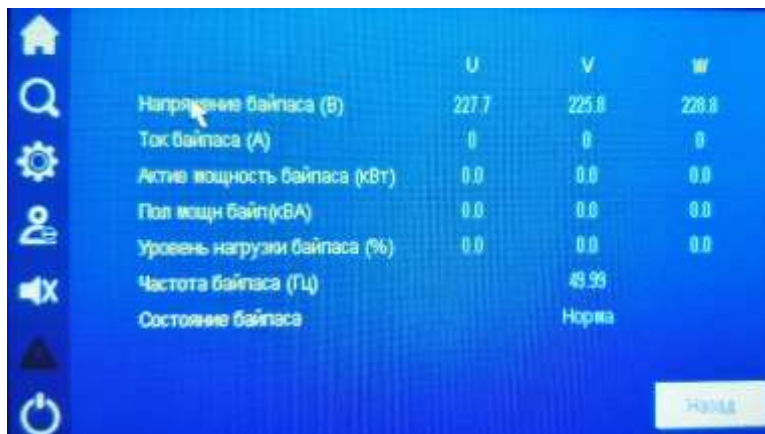 U V W
Напряжение байпаса (В) 227.7 225.8 228.8
Ток байпаса (А) 0 0 0
Актив мощность байпаса (кВт) 0.0 0.0 0.0
Пол мощн байп(кВА) 0.0 0.0 0.0
Уровень нагрузки байпаса (%) 0.0 0.0 0.0
Частота байпаса (Гц) 49.99
Состояние байпаса Норма
Назад